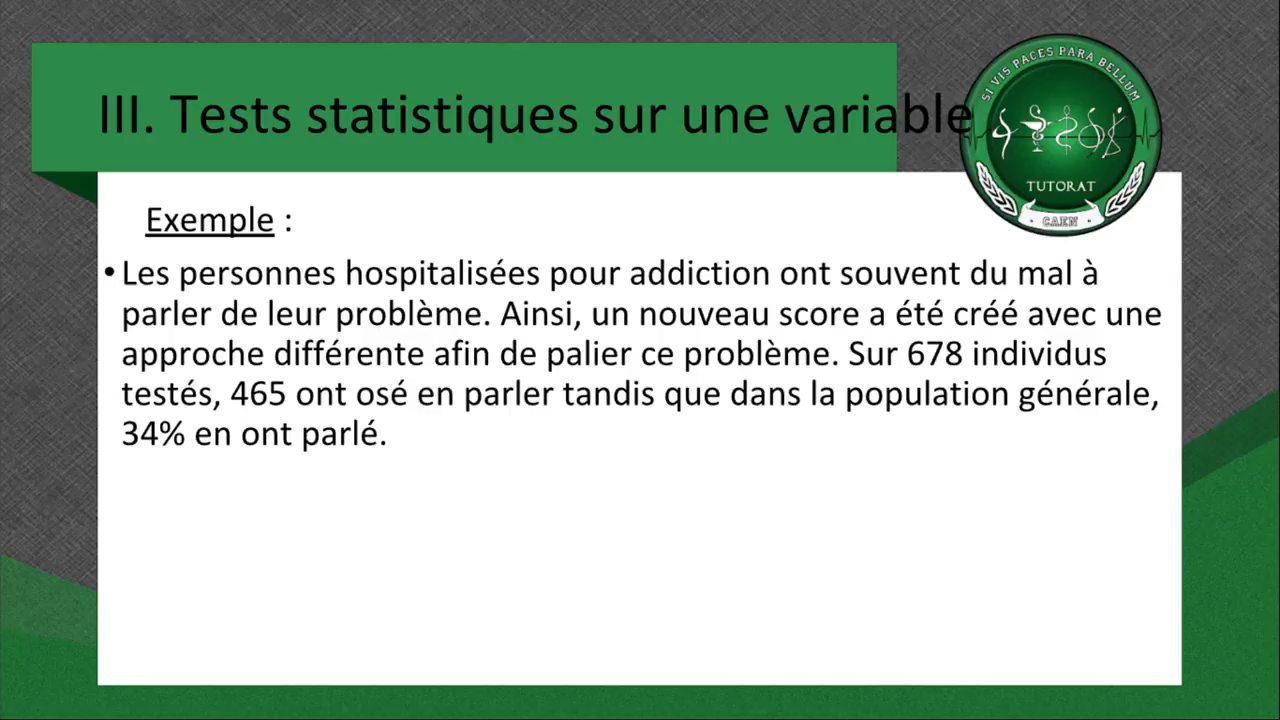 III. Tests statistiques sur une variable
SI VIS PACES PARA BELLUM
TUTORAT
CAEN
Exemple :
• Les personnes hospitalisées pour addiction ont souvent du mal à
parler de leur problème. Ainsi, un nouveau score a été créé avec une
approche différente afin de palier ce problème. Sur 678 individus
testés, 465 ont osé en parler tandis que dans la population générale,
34% en ont parlé.